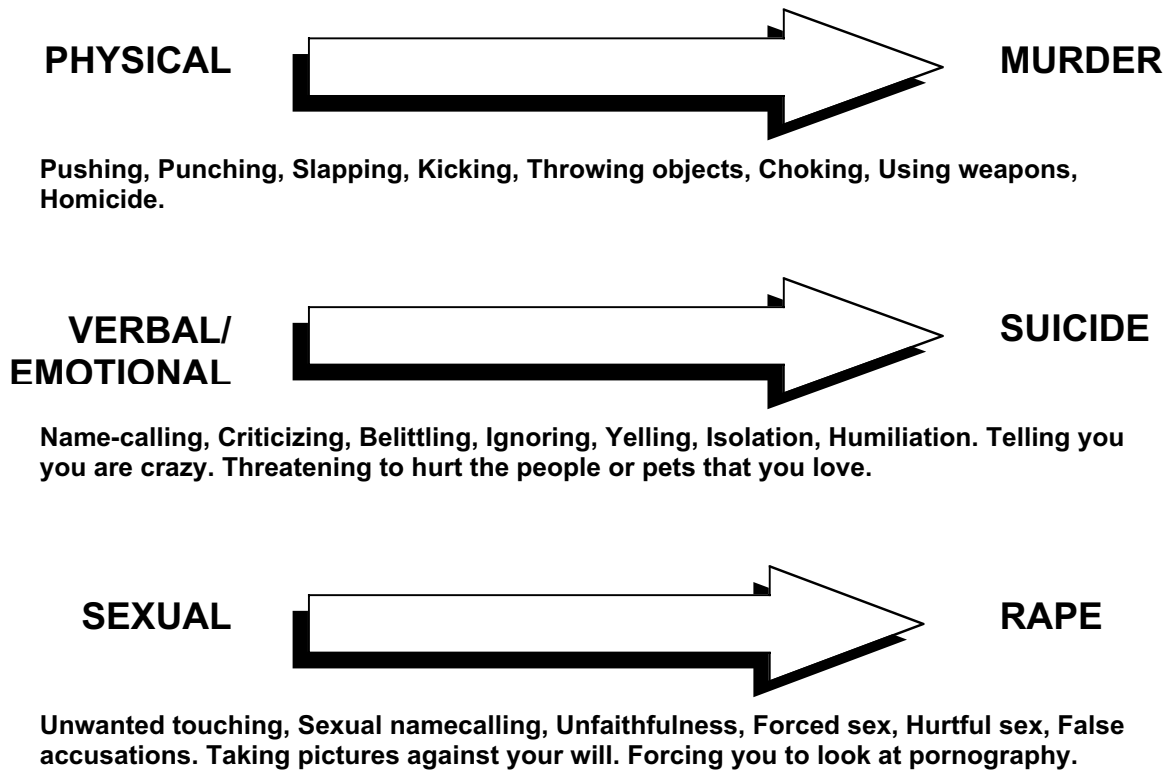 PHYSICAL MURDER
Pushing, Punching, Slapping, Kicking, Throwing objects, Choking, Using weapons,
Homicide.
VERBAL/ SUICIDE
EMOTIONAL
Name-calling, Criticizing, Belittling, Ignoring, Yelling, Isolation, Humiliation. Telling you
you are crazy. Threatening to hurt the people or pets that you love.
SEXUAL RAPE
Unwanted touching, Sexual namecalling, Unfaithfulness, Forced sex, Hurtful sex, False
accusations. Taking pictures against your will. Forcing you to look at pornography.